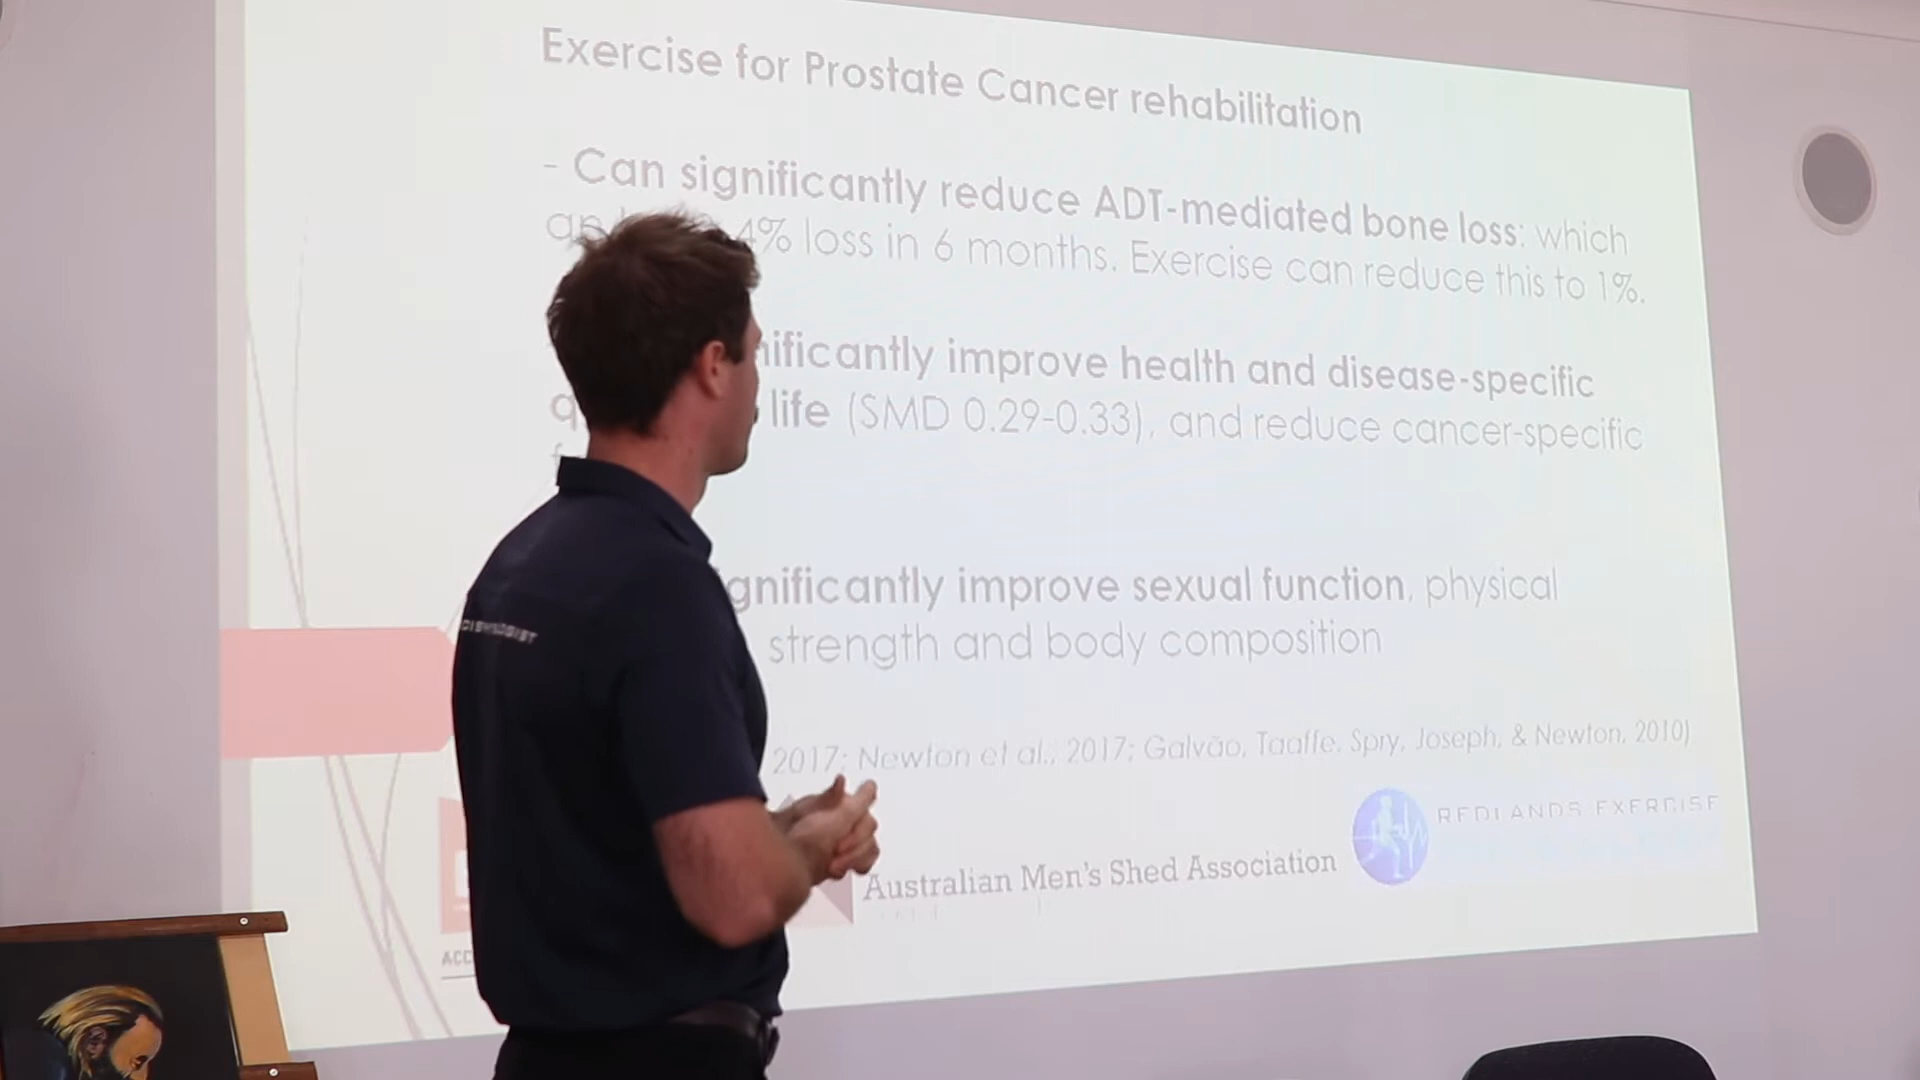 Exercise for Prostate Cancer rehabilitation
- Can significantly reduce ADT-mediated bone loss: which
4% loss in 6 months. Exercise can reduce this to 1%.
improve health and disease-specific
life (SMD 0.29-0.33), and reduce cancer-specific
improve sexual function, physical
strength and body composition
2017; Newton et al., 2017; Galvão, Taaffe, Spry, Joseph, & Newton, 2010)
REDLANDS EXERCISE
Australian Men's Shed Association